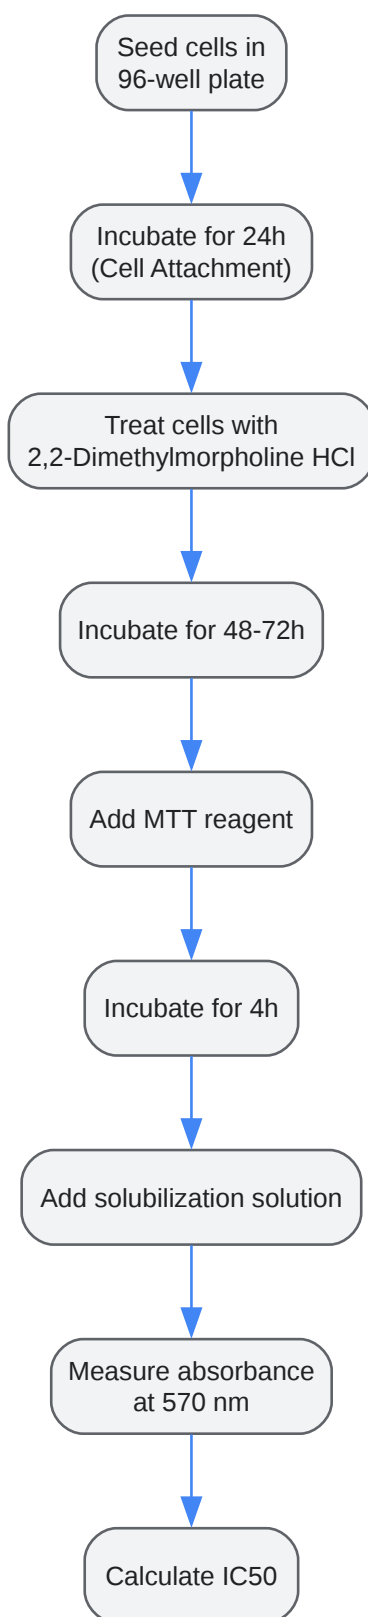 Seed cells in
96-well plate
Incubate for 24h
(Cell Attachment)
Treat cells with
2,2-Dimethylmorpholine HCl
Incubate for 48-72h
Add MTT reagent
Incubate for 4h
Add solubilization solution
Measure absorbance
at 570 nm
Calculate IC50